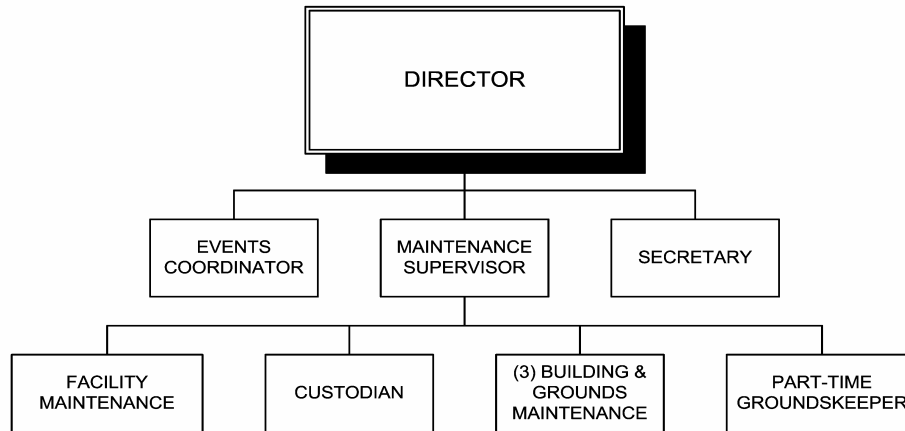 DIRECTOR
EVENTS
COORDINATOR
MAINTENANCE
SUPERVISOR
SECRETARY
FACILITY
MAINTENANCE
CUSTODIAN
(3) BUILDING &
GROUNDS
MAINTENANCE
PART-TIME
GROUNDSKEEPER